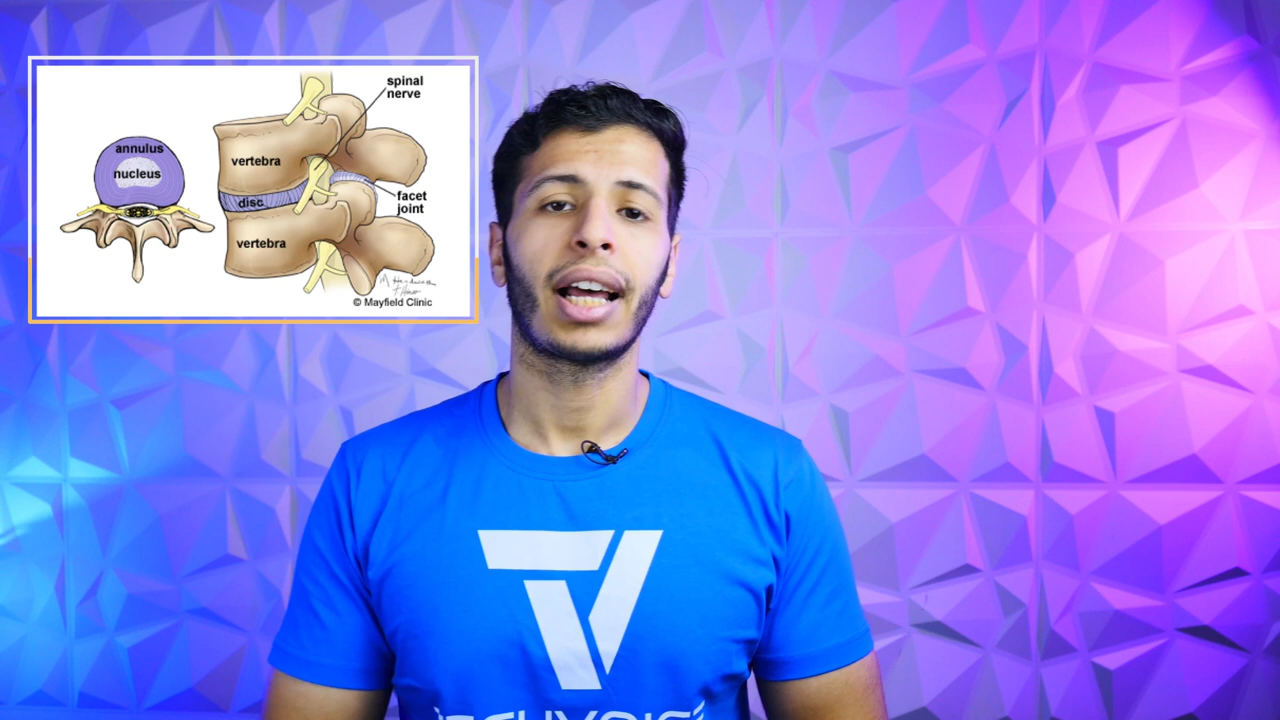 spinal
nerve
annulus
nucleus
vertebra
disc
facet
joint
vertebra
© Mayfield Clinic